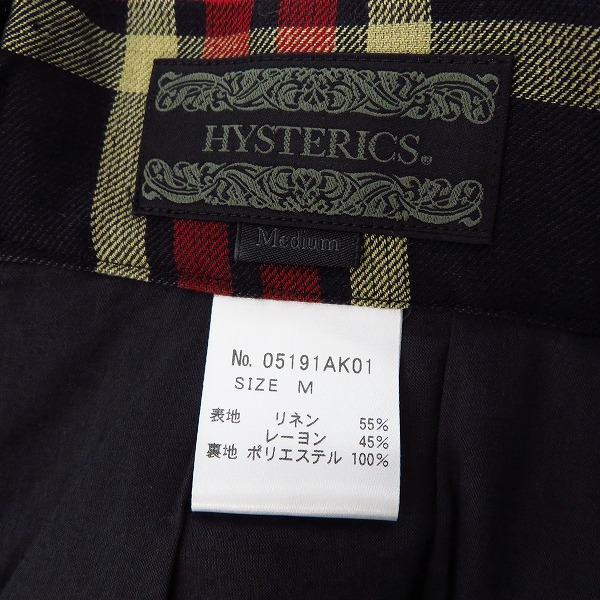 HYSTERICS®
Medium
No. 05191AK01
SIZE M
表地 リネン 55%
レーヨン 45%
裏地 ポリエステル 100%